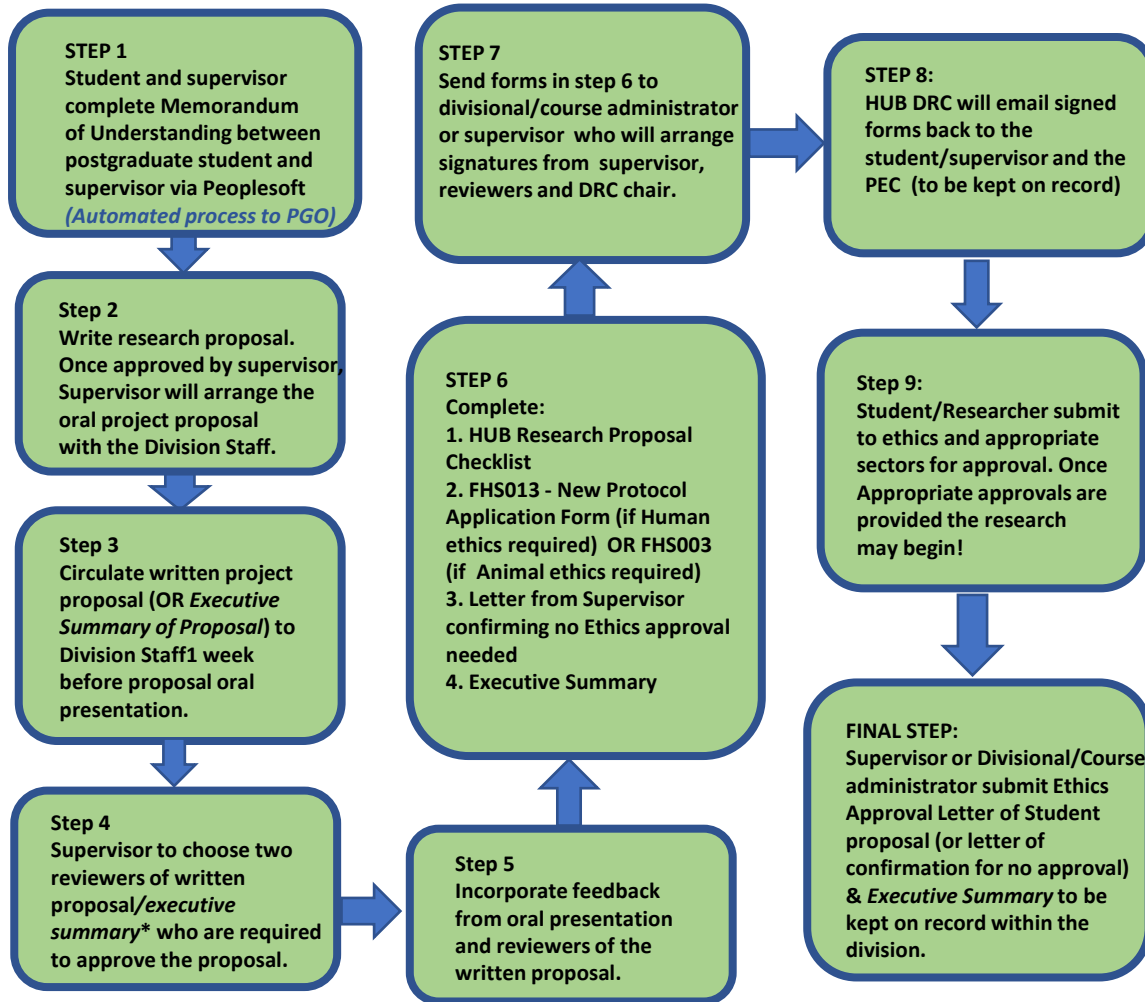 STEP 1
Student and supervisor
complete Memorandum
of Understanding between
postgraduate student and
supervisor via Peoplesoft
(Automated process to PGO)
Step 2
Write research proposal.
Once approved by supervisor,
Supervisor will arrange the
oral project proposal
with the Division Staff.
Step 3
Circulate written project
proposal (OR Executive
Summary of Proposal) to
Division Staff1 week
before proposal oral
presentation.
Step 4
Supervisor to choose two
reviewers of written
proposal/executive
summary* who are required
to approve the proposal.
Step 5
Incorporate feedback
from oral presentation
and reviewers of the
written proposal.
STEP 6
Complete:
1. HUB Research Proposal
Checklist
2. FHS013 - New Protocol
Application Form (if Human
ethics required) OR FHS003
(if Animal ethics required)
3. Letter from Supervisor
confirming no Ethics approval
needed
4. Executive Summary
STEP 7
Send forms in step 6 to
divisional/course administrator
or supervisor who will arrange
signatures from supervisor,
reviewers and DRC chair.
STEP 8:
HUB DRC will email signed
forms back to the
student/supervisor and the
PEC (to be kept on record)
Step 9:
Student/Researcher submit
to ethics and appropriate
sectors for approval. Once
Appropriate approvals are
provided the research
may begin!
FINAL STEP:
Supervisor or Divisional/Course
administrator submit Ethics
Approval Letter of Student
proposal (or letter of
confirmation for no approval)
& Executive Summary to be
kept on record within the
division.